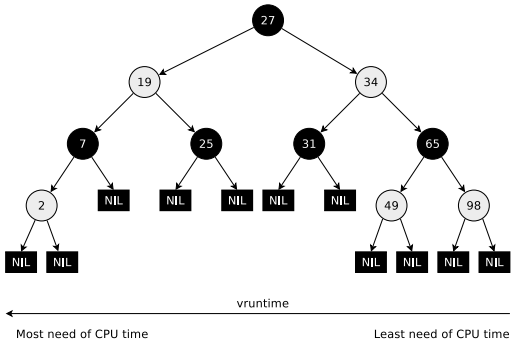 27
19 34
7 25 31 65
2 NIL NIL NIL NIL NIL 49 98
NIL NIL NIL NIL NIL NIL
vruntime
Most need of CPU time Least need of CPU time